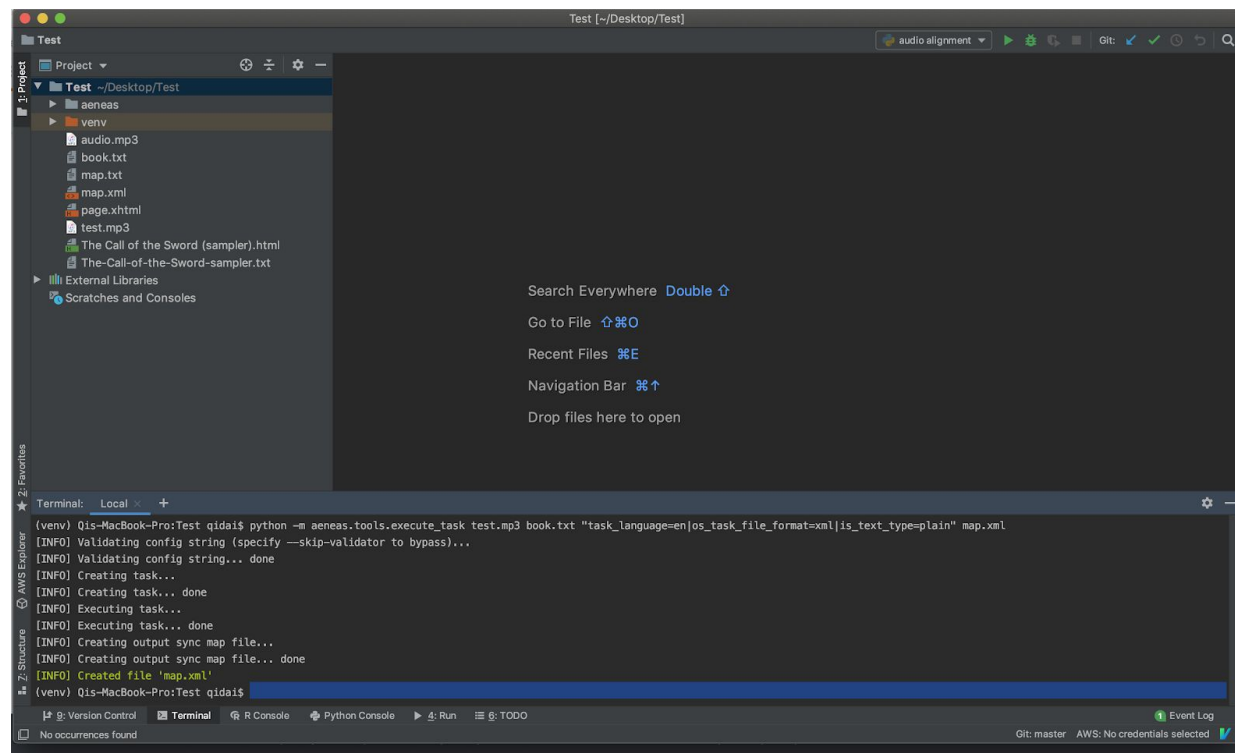 Test [~/Desktop/Test]
Test
audio alignment
Git:
1: Project
Project
Test ~/Desktop/Test
aeneas
venv
audio.mp3
book.txt
map.txt
map.xml
page.xhtml
test.mp3
The Call of the Sword (sampler).html
The-Call-of-the-Sword-sampler.txt
External Libraries
Scratches and Consoles
Search Everywhere Double ⇧
Go to File ⇧⌘O
Recent Files ⌘E
Navigation Bar ⌘↑
Drop files here to open
2: Favorites
AWS Explorer
7: Structure
Terminal: Local × +
(venv) Qis-MacBook-Pro:Test qidai$ python -m aeneas.tools.execute_task test.mp3 book.txt "task_language=en|os_task_file_format=xml|is_text_type=plain" map.xml
[INFO] Validating config string (specify --skip-validator to bypass)...
[INFO] Validating config string... done
[INFO] Creating task...
[INFO] Creating task... done
[INFO] Executing task...
[INFO] Executing task... done
[INFO] Creating output sync map file...
[INFO] Creating output sync map file... done
[INFO] Created file 'map.xml'
(venv) Qis-MacBook-Pro:Test qidai$
9: Version Control Terminal R Console Python Console 4: Run 6: TODO 1 Event Log
No occurrences found Git: master AWS: No credentials selected